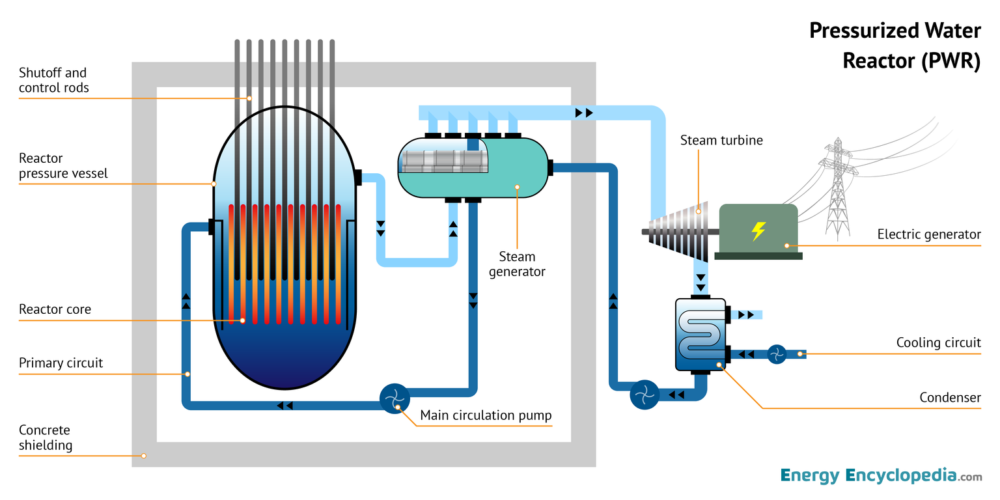 Pressurized Water
Reactor (PWR)
Shutoff and
control rods
Reactor
pressure vessel
Reactor core
Primary circuit
Concrete
shielding
Steam
generator
Main circulation pump
Steam turbine
Electric generator
Cooling circuit
Condenser
Energy Encyclopedia.com